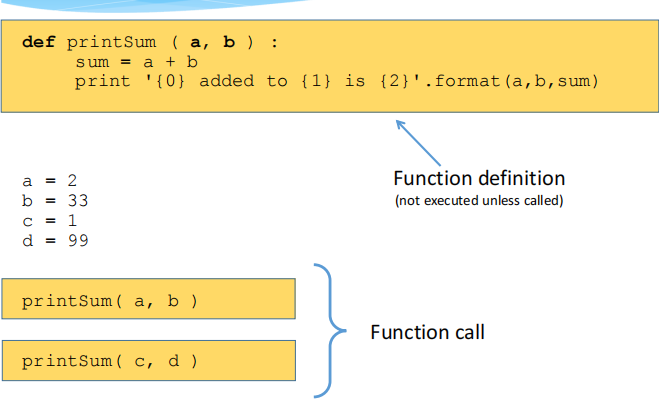 def printSum ( a, b ) :
sum = a + b
print '{0} added to {1} is {2}'.format(a,b,sum)
Function definition
(not executed unless called)
a = 2
b = 33
c = 1
d = 99
printSum( a, b )
Function call
printSum( c, d )